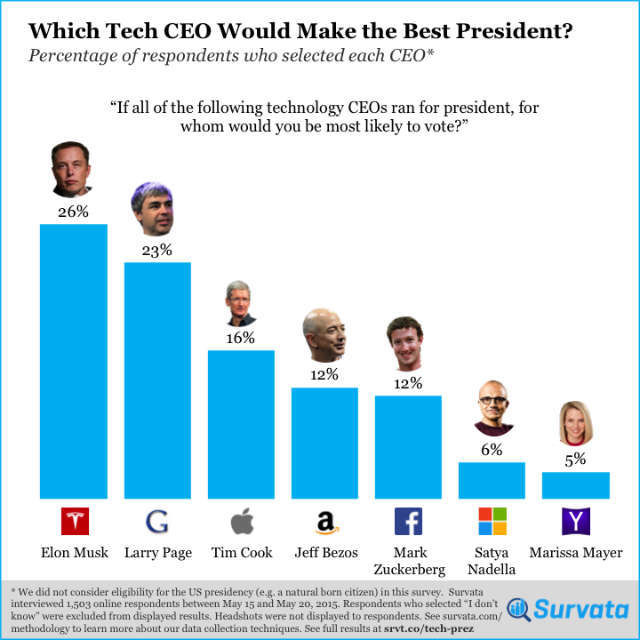 Which Tech CEO Would Make the Best President?
Percentage of respondents who selected each CEO*
“If all of the following technology CEOs ran for president, for
whom would you be most likely to vote?”
26%
23%
16%
12%
12%
6%
5%
Elon Musk
Larry Page
Tim Cook
Jeff Bezos
Mark
Zuckerberg
Satya
Nadella
Marissa Mayer
* We did not consider eligibility for the US presidency (e.g. a natural born citizen) in this survey. Survata
interviewed 1,503 online respondents between May 15 and May 20, 2015. Respondents who selected “I don’t
know” were excluded from displayed results. Headshots were not displayed to respondents. See survata.com/
methodology to learn more about our data collection techniques. See full results at srvt.co/tech-prez
Survata